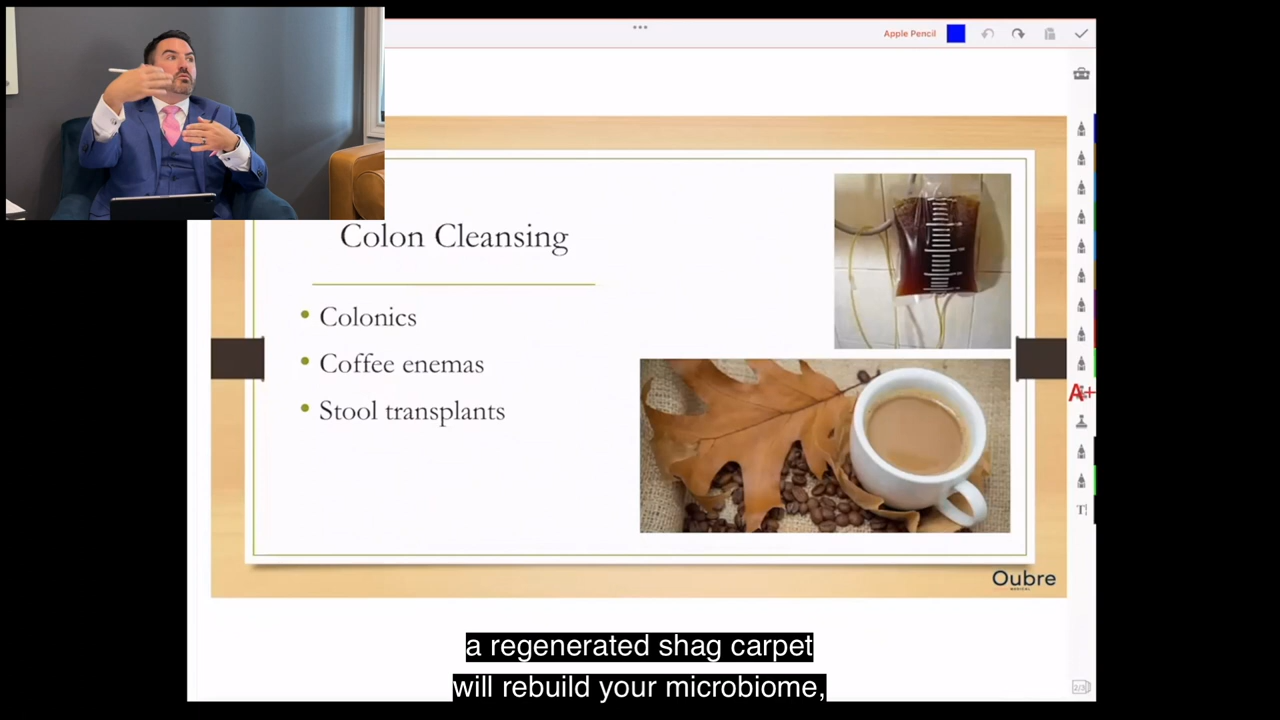 Apple Pencil
Colon Cleansing
• Colonics
• Coffee enemas
• Stool transplants
A+
T
Oubre
MEDICAL
a regenerated shag carpet
will rebuild your microbiome,